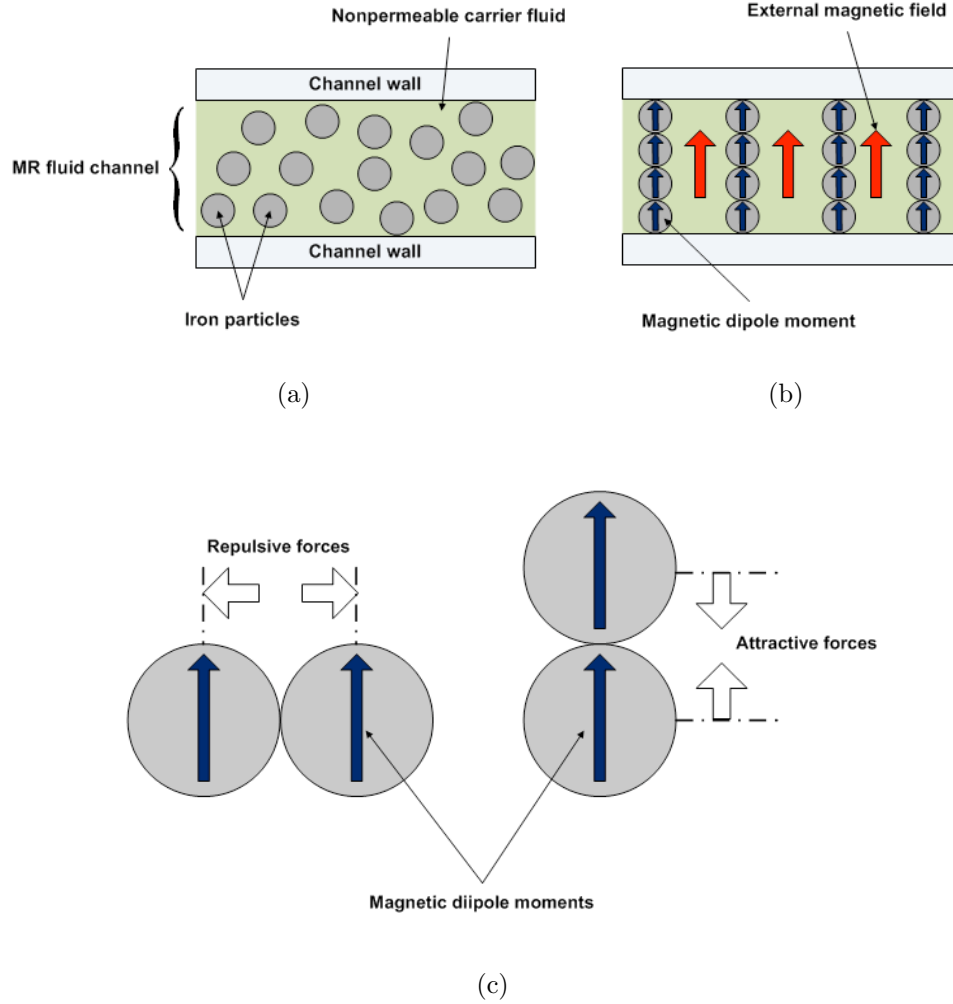 Nonpermeable carrier fluid
External magnetic field
Channel wall
MR fluid channel
Channel wall
Iron particles
Magnetic dipole moment
(a)
(b)
Repulsive forces
Attractive forces
Magnetic diipole moments
(c)